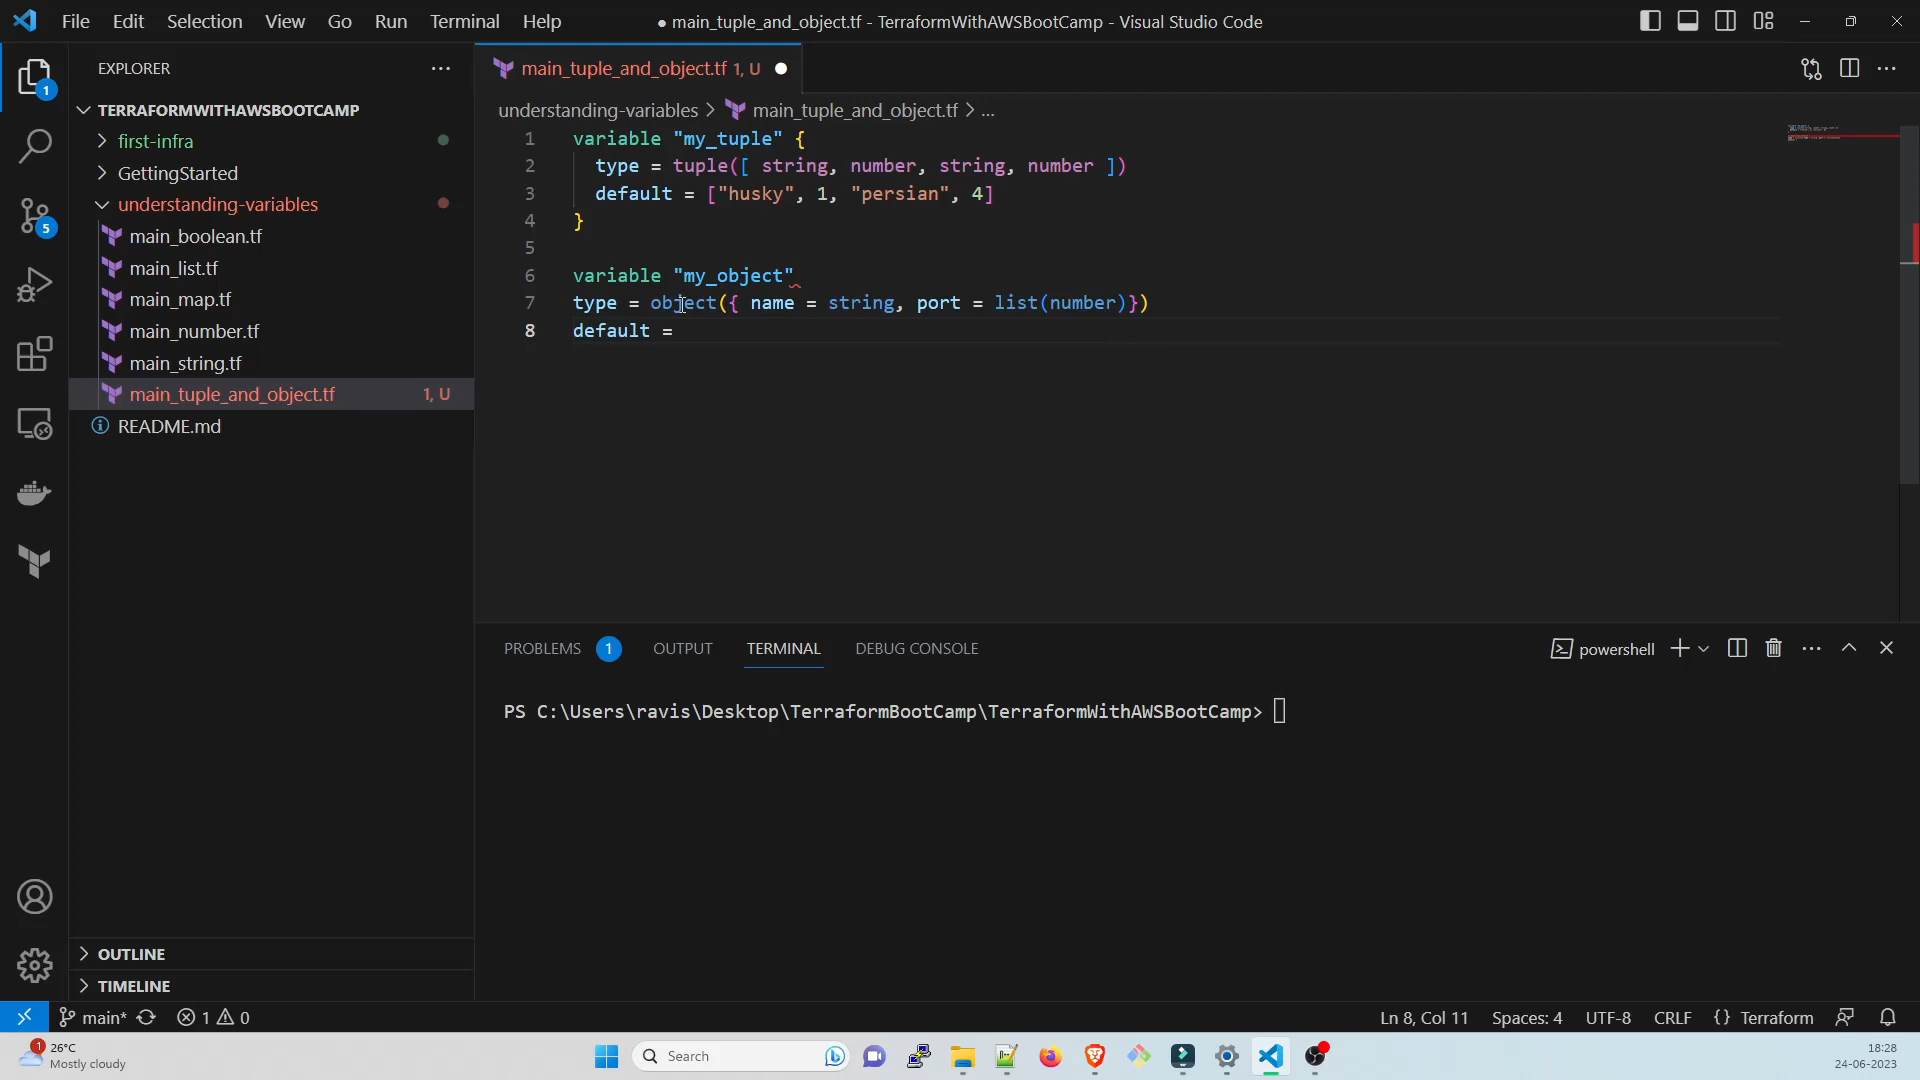 File Edit Selection View Go Run Terminal Help
● main_tuple_and_object.tf - TerraformWithAWSBootCamp - Visual Studio Code
EXPLORER
TERRAFORMWITHAWSBOOTCAMP
first-infra
GettingStarted
understanding-variables
main_boolean.tf
main_list.tf
main_map.tf
main_number.tf
main_string.tf
main_tuple_and_object.tf 1, U
README.md
OUTLINE
TIMELINE
1
5
main_tuple_and_object.tf 1, U
understanding-variables > main_tuple_and_object.tf > ...
1 variable "my_tuple" {
2 type = tuple([ string, number, string, number ])
3 default = ["husky", 1, "persian", 4]
4 }
5
6 variable "my_object"
7 type = object({ name = string, port = list(number)})
8 default =
PROBLEMS 1 OUTPUT TERMINAL DEBUG CONSOLE
powershell
PS C:\Users\ravis\Desktop\TerraformBootCamp\TerraformWithAWSBootCamp>
main* 1 0
Ln 8, Col 11 Spaces: 4 UTF-8 CRLF {} Terraform
1
26°C
Mostly cloudy
Search
18:28
24-06-2023